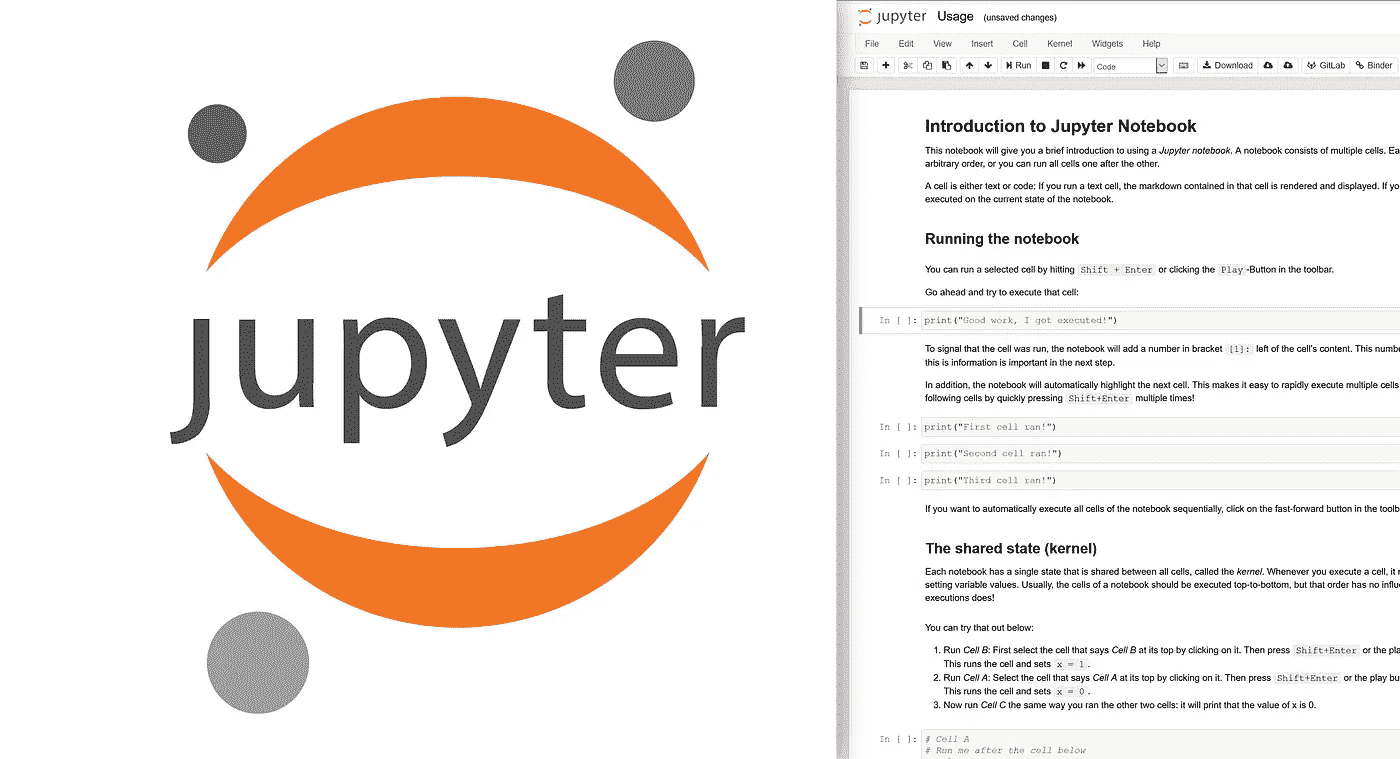 jupyter
jupyter Usage (unsaved changes)
File Edit View Insert Cell Kernel Widgets Help
Run Code Download GitLab Binder
Introduction to Jupyter Notebook
This notebook will give you a brief introduction to using a Jupyter notebook. A notebook consists of multiple cells.
arbitrary order, or you can run all cells one after the other.
A cell is either text or code: If you run a text cell, the markdown contained in that cell is rendered and displayed. If
executed on the current state of the notebook.
Running the notebook
You can run a selected cell by hitting Shift + Enter or clicking the Play -Button in the toolbar.
Go ahead and try to execute that cell:
In [ ]: print("Good work, I got executed!")
To signal that the cell was run, the notebook will add a number in bracket [1]: left of the cell's content. This
this is information is important in the next step.
In addition, the notebook will automatically highlight the next cell. This makes it easy to rapidly execute multiple cells
following cells by quickly pressing Shift+Enter multiple times!
In [ ]: print("First cell ran!")
In [ ]: print("Second cell ran!")
In [ ]: print("Third cell ran!")
If you want to automatically execute all cells of the notebook sequentially, click on the fast-forward button in the
The shared state (kernel)
Each notebook has a single state that is shared between all cells, called the kernel. Whenever you execute a cell, it
setting variable values. Usually, the cells of a notebook should be executed top-to-bottom, but that order has no
executions does!
You can try that out below:
1. Run Cell B: First select the cell that says Cell B at its top by clicking on it. Then press Shift+Enter or the
This runs the cell and sets x = 1 .
2. Run Cell A: Select the cell that says Cell A at its top by clicking on it. Then press Shift+Enter or the play
This runs the cell and sets x = 0 .
3. Now run Cell C the same way you ran the other two cells: it will print that the value of x is 0.
In [ ]: # Cell A
# Run me after the cell below